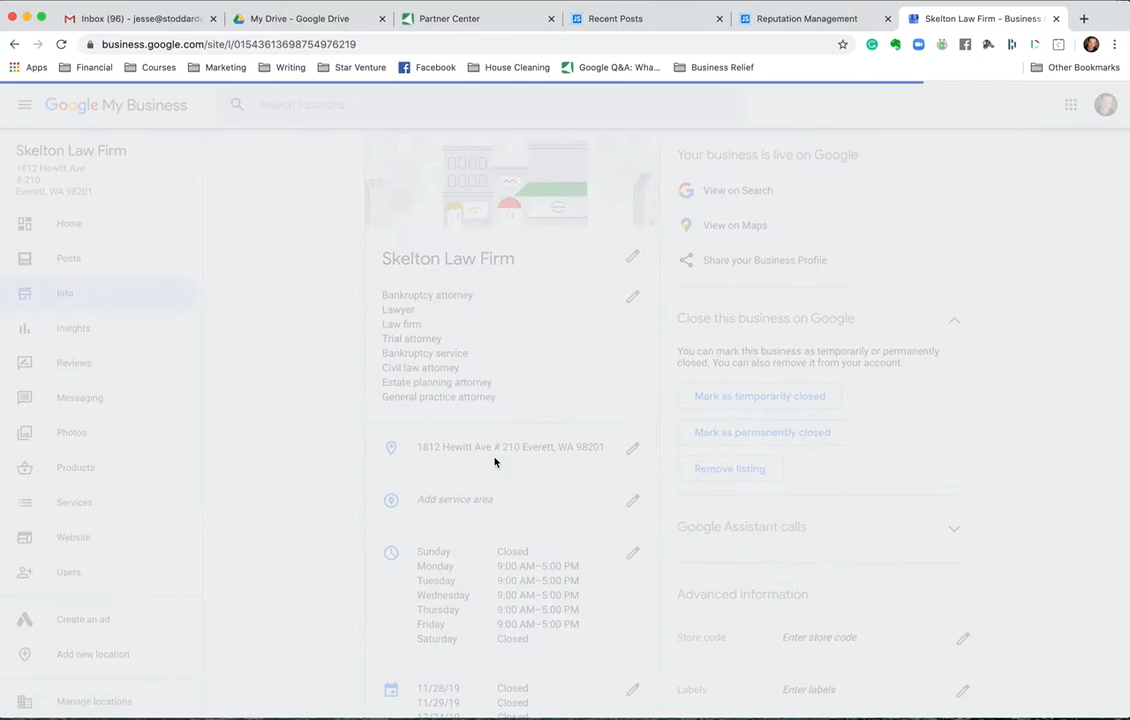 Inbox (96) - jesse@stoddard
My Drive - Google Drive
Partner Center
Recent Posts
Reputation Management
Skelton Law Firm - Business
business.google.com/site/l/01543613698754976219
Apps
Financial
Courses
Marketing
Writing
Star Venture
Facebook
House Cleaning
Google Q&A: Wha...
Business Relief
Other Bookmarks
Google My Business
Search locations
Skelton Law Firm
1812 Hewitt Ave
# 210
Everett, WA 98201
Home
Posts
Info
Insights
Reviews
Messaging
Photos
Products
Services
Website
Users
Create an ad
Add new location
Manage locations
Skelton Law Firm
Bankruptcy attorney
Lawyer
Law firm
Trial attorney
Bankruptcy service
Civil law attorney
Estate planning attorney
General practice attorney
1812 Hewitt Ave # 210 Everett, WA 98201
Add service area
Sunday Closed
Monday 9:00 AM–5:00 PM
Tuesday 9:00 AM–5:00 PM
Wednesday 9:00 AM–5:00 PM
Thursday 9:00 AM–5:00 PM
Friday 9:00 AM–5:00 PM
Saturday Closed
11/28/19 Closed
11/29/19 Closed
12/24/19 Closed
Your business is live on Google
View on Search
View on Maps
Share your Business Profile
Close this business on Google
You can mark this business as temporarily or permanently
closed. You can also remove it from your account.
Mark as temporarily closed
Mark as permanently closed
Remove listing
Google Assistant calls
Advanced information
Store code Enter store code
Labels Enter labels